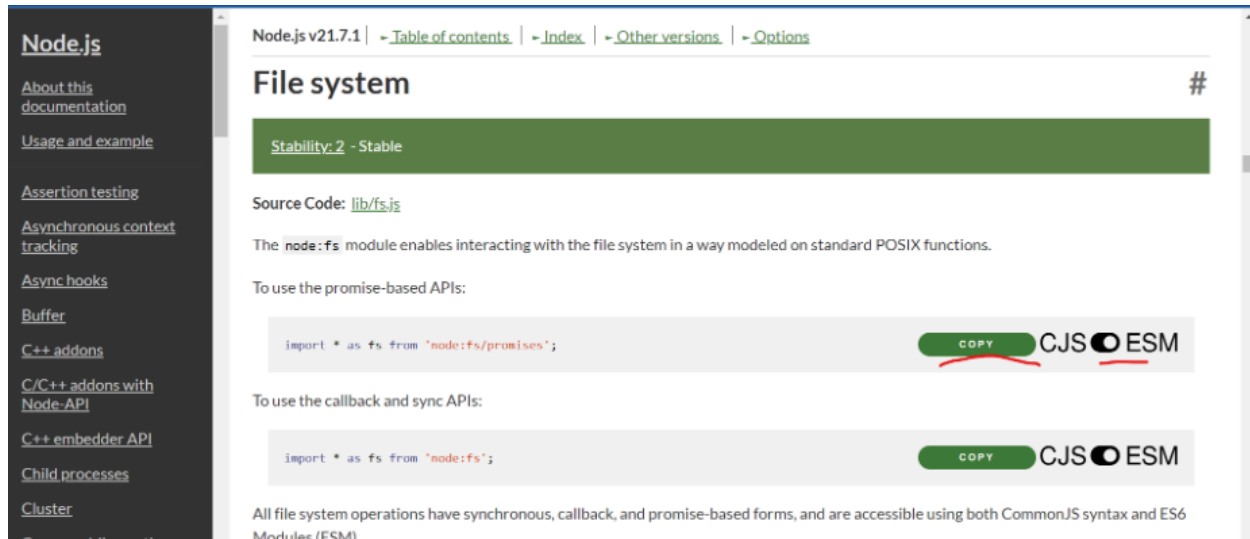 Node.js
About this
documentation
Usage and example
Assertion testing
Asynchronous context
tracking
Async hooks
Buffer
C++ addons
C/C++ addons with
Node-API
C++ embedder API
Child processes
Cluster
Node.js v21.7.1 | ► Table of contents | ► Index | ► Other versions | ► Options
File system #
Stability: 2 - Stable
Source Code: lib/fs.js
The node:fs module enables interacting with the file system in a way modeled on standard POSIX functions.
To use the promise-based APIs:
import * as fs from 'node:fs/promises'; COPY CJS ESM
To use the callback and sync APIs:
import * as fs from 'node:fs'; COPY CJS ESM
All file system operations have synchronous, callback, and promise-based forms, and are accessible using both CommonJS syntax and ES6
Modules (ESM).